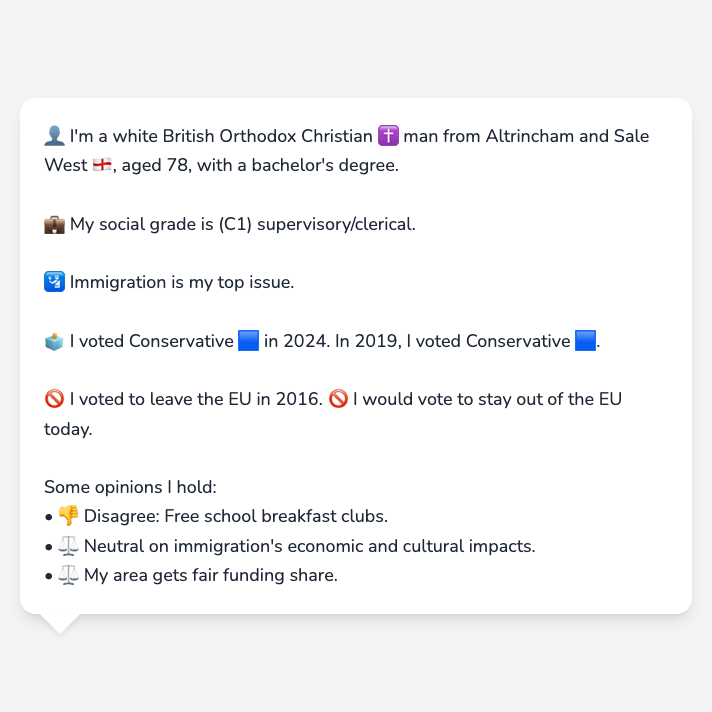 👤 I'm a white British Orthodox Christian ✝️ man from Altrincham and Sale
West 🏴󠁧󠁢󠁥󠁮󠁧󠁿, aged 78, with a bachelor's degree.
💼 My social grade is (C1) supervisory/clerical.
🛂 Immigration is my top issue.
🗳️ I voted Conservative 🟦 in 2024. In 2019, I voted Conservative 🟦.
🚫 I voted to leave the EU in 2016. 🚫 I would vote to stay out of the EU
today.
Some opinions I hold:
• 👎 Disagree: Free school breakfast clubs.
• ⚖️ Neutral on immigration's economic and cultural impacts.
• ⚖️ My area gets fair funding share.